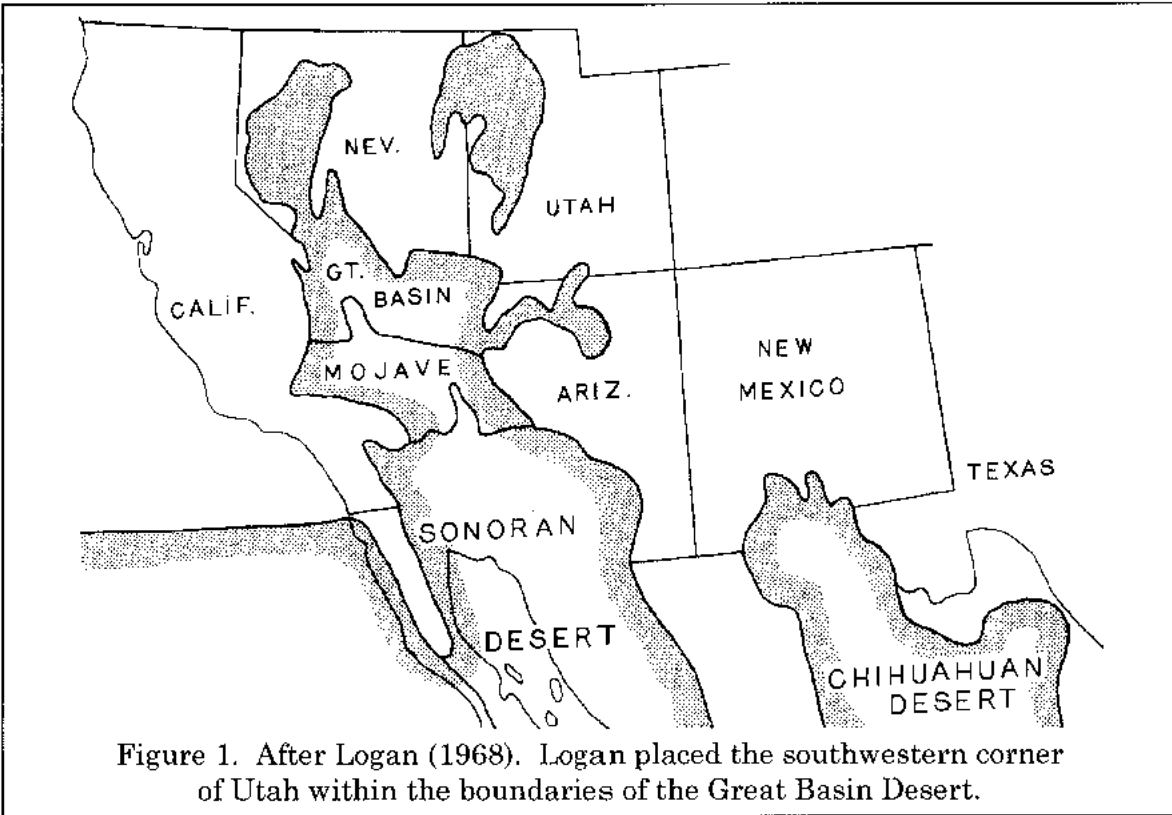 NEV.
UTAH
GT.
BASIN
CALIF.
MOJAVE
NEW
MEXICO
ARIZ.
TEXAS
SONORAN
DESERT
CHIHUAHUAN
DESERT
Figure 1. After Logan (1968). Logan placed the southwestern corner
of Utah within the boundaries of the Great Basin Desert.